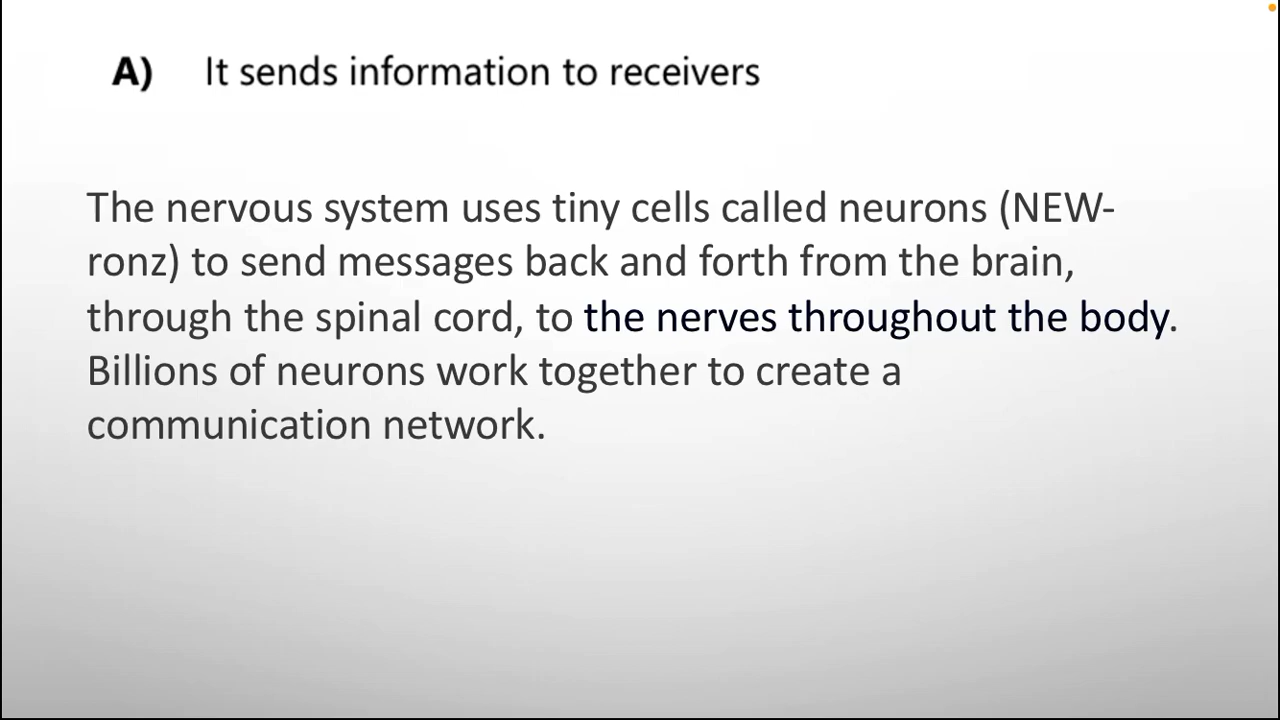 A) It sends information to receivers
The nervous system uses tiny cells called neurons (NEW-
ronz) to send messages back and forth from the brain,
through the spinal cord, to the nerves throughout the body.
Billions of neurons work together to create a
communication network.